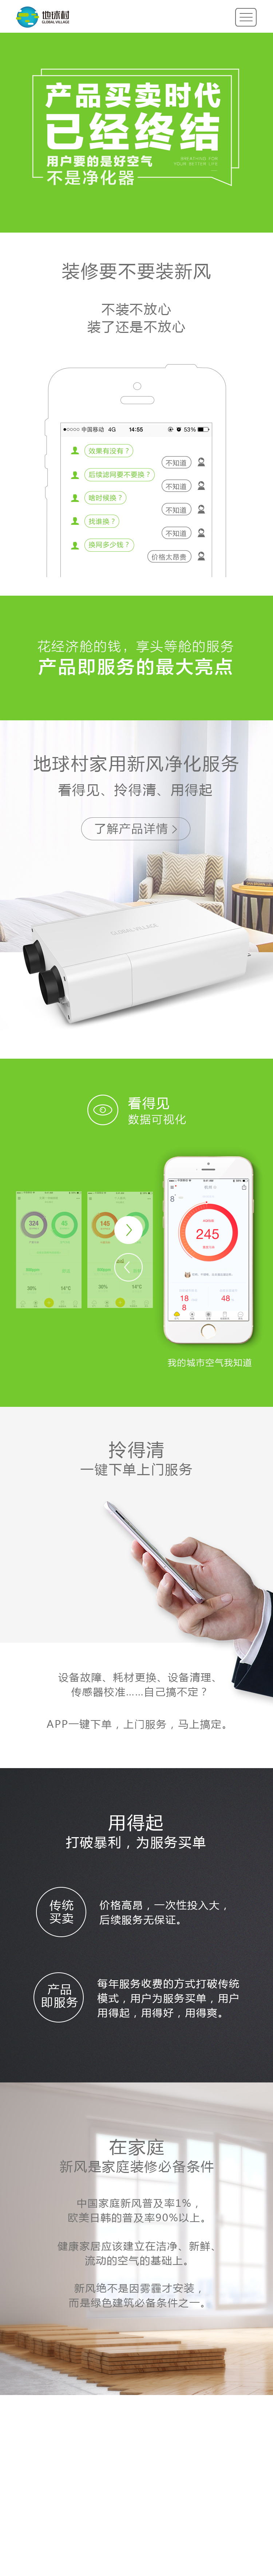 地球村
GLOBAL VILLAGE
产品买卖时代
已经终结
用户要的是好空气
不是净化器
装修要不要装新风
不装不放心
装了还是不放心
中国移动 4G 14:55 53%
效果有没有？
不知道
后续滤网要不要换？
不知道
啥时候换？
不知道
找谁换？
不知道
换网多少钱？
价格太昂贵
花经济舱的钱，享头等舱的服务
产品即服务的最大亮点
地球村家用新风净化服务
看得见、拎得清、用得起
了解产品详情
GLOBAL-VILLAGE
看得见
数据可视化
324
45
145
30%
14°C
30%
14°C
245
18
48
8
我的城市空气我知道
拎得清
一键下单上门服务
设备故障、耗材更换、设备清理、
传感器校准……自己搞不定？
APP一键下单，上门服务，马上搞定。
用得起
打破暴利，为服务买单
传统
买卖
价格高昂，一次性投入大，
后续服务无保证。
产品
即服务
每年服务收费的方式打破传统
模式，用户为服务买单，用户
用得起，用得好，用得爽。
在家庭
新风是家庭装修必备条件
中国家庭新风普及率1%，
欧美日韩的普及率90%以上。
健康家居应该建立在洁净、新鲜、
流动的空气的基础上。
新风绝不是因雾霾才安装，
而是绿色建筑必备条件之一。